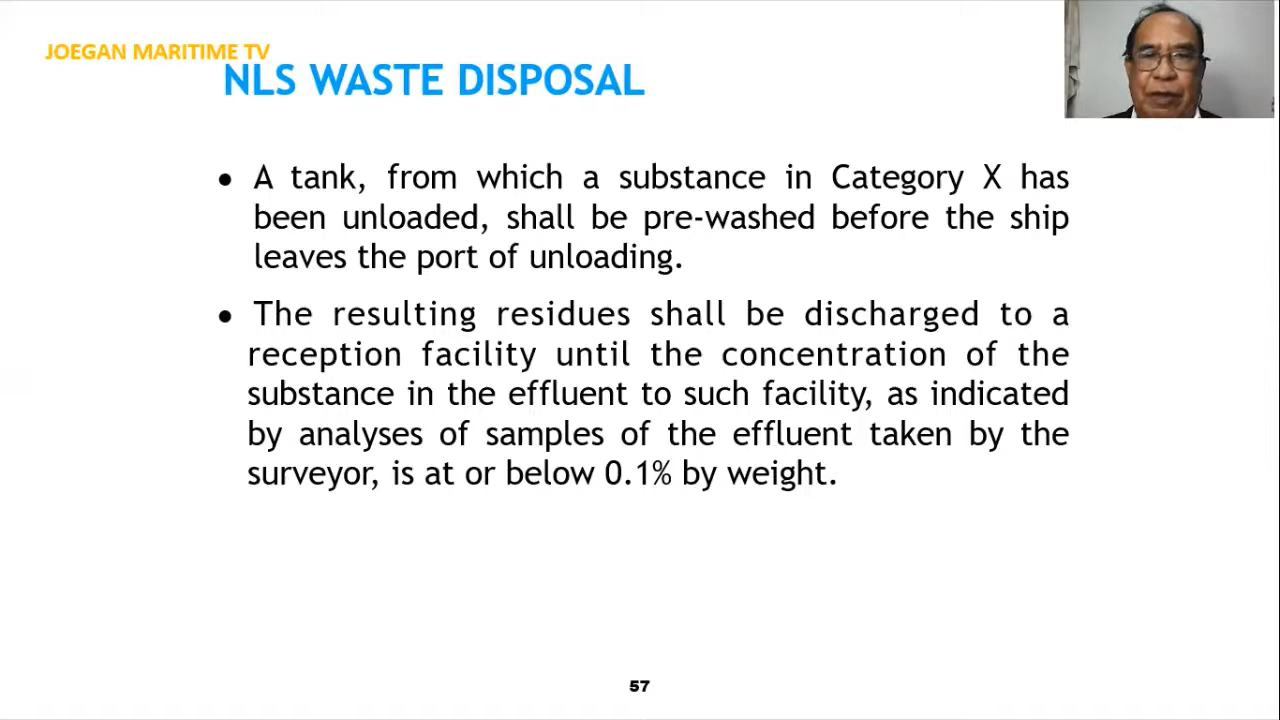 JOEGAN MARITIME TV
NLS WASTE DISPOSAL
• A tank, from which a substance in Category X has
been unloaded, shall be pre-washed before the ship
leaves the port of unloading.
• The resulting residues shall be discharged to a
reception facility until the concentration of the
substance in the effluent to such facility, as indicated
by analyses of samples of the effluent taken by the
surveyor, is at or below 0.1% by weight.
57